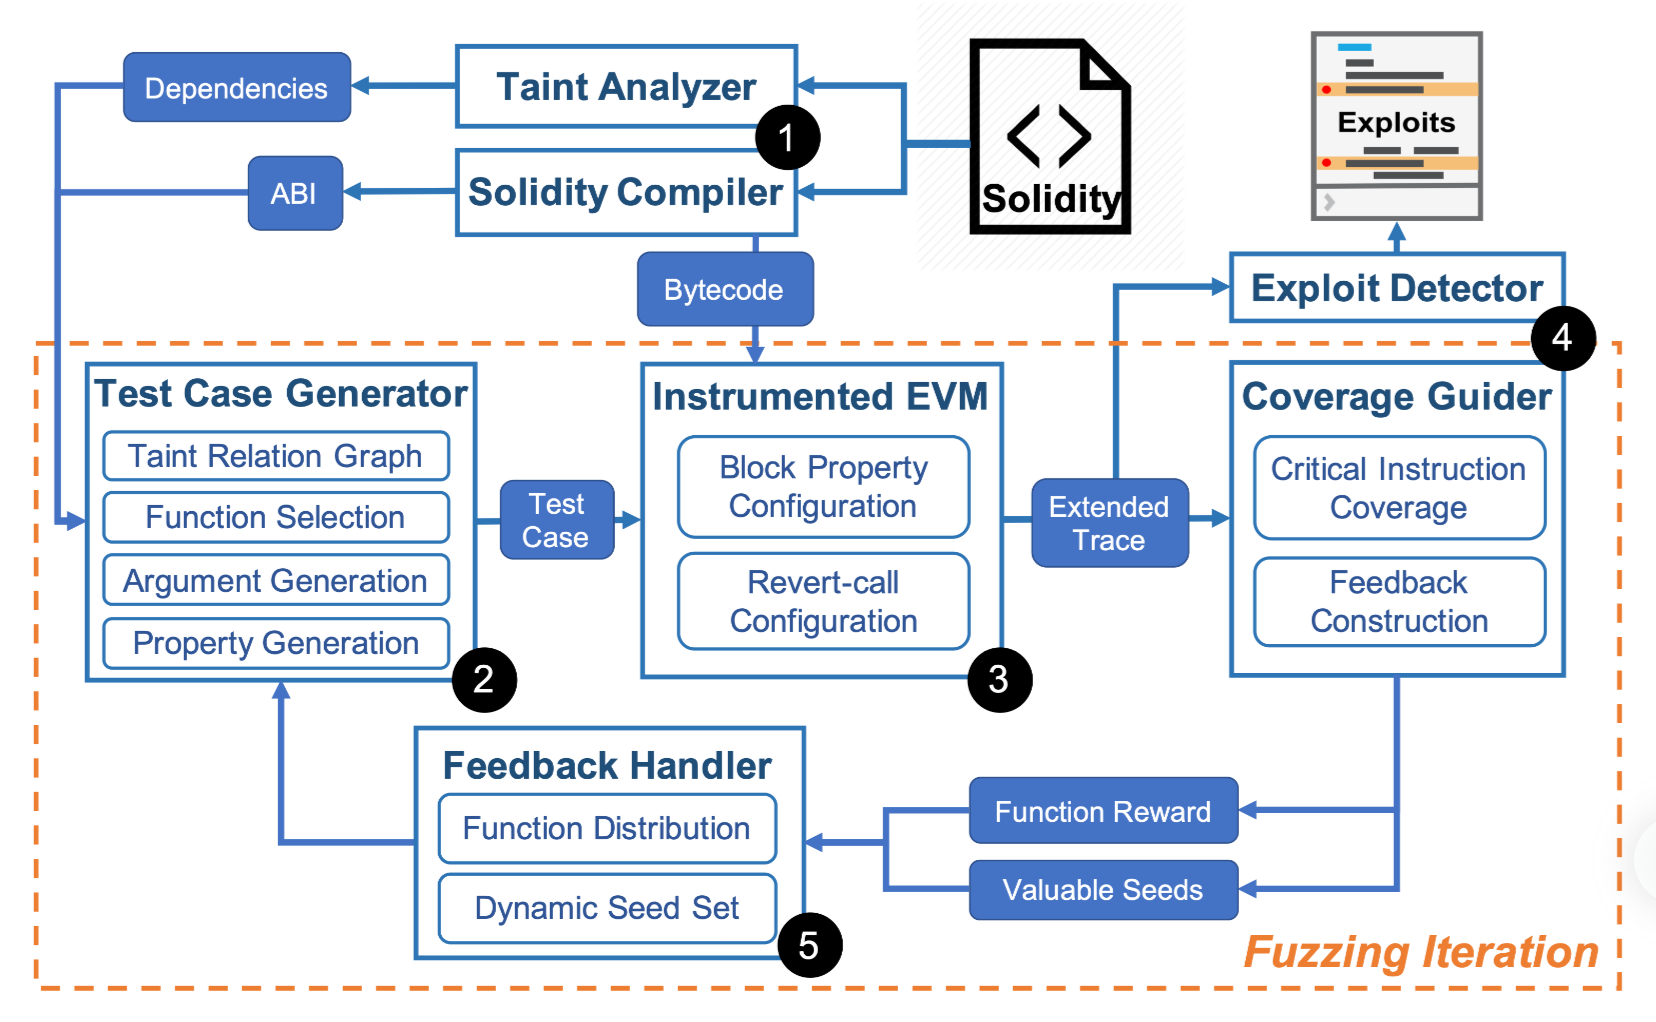 Dependencies
Taint Analyzer
1
ABI
Solidity Compiler
<>
Solidity
Exploits
Bytecode
Exploit Detector
4
Test Case Generator
Taint Relation Graph
Function Selection
Argument Generation
Property Generation
2
Test
Case
Instrumented EVM
Block Property
Configuration
Revert-call
Configuration
3
Extended
Trace
Coverage Guider
Critical Instruction
Coverage
Feedback
Construction
Feedback Handler
Function Distribution
Dynamic Seed Set
5
Function Reward
Valuable Seeds
Fuzzing Iteration